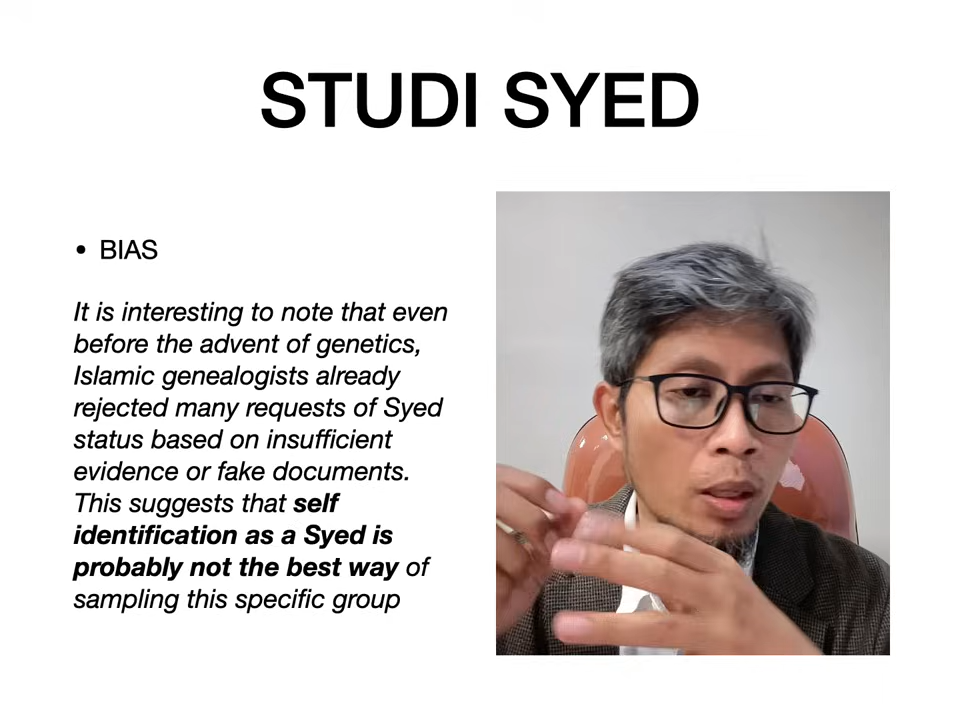 STUDI SYED
• BIAS
It is interesting to note that even
before the advent of genetics,
Islamic genealogists already
rejected many requests of Syed
status based on insufficient
evidence or fake documents.
This suggests that self
identification as a Syed is
probably not the best way of
sampling this specific group